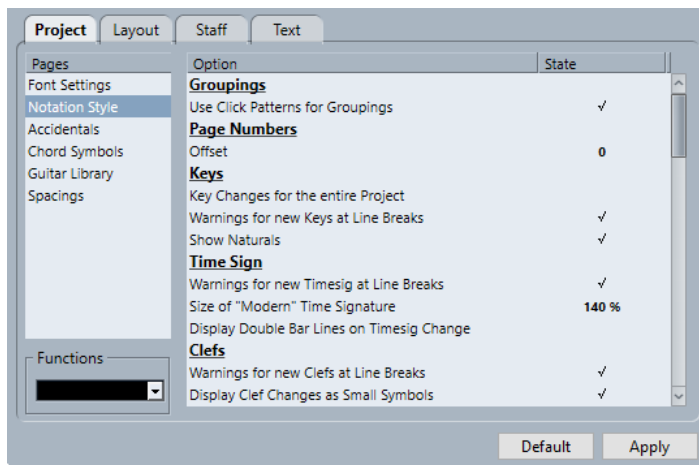 Project Layout Staff Text
Pages
Font Settings
Notation Style
Accidentals
Chord Symbols
Guitar Library
Spacings
Functions
Option State
Groupings
Use Click Patterns for Groupings √
Page Numbers
Offset 0
Keys
Key Changes for the entire Project
Warnings for new Keys at Line Breaks √
Show Naturals √
Time Sign
Warnings for new Timesig at Line Breaks √
Size of "Modern" Time Signature 140 %
Display Double Bar Lines on Timesig Change
Clefs
Warnings for new Clefs at Line Breaks √
Display Clef Changes as Small Symbols √
Default Apply